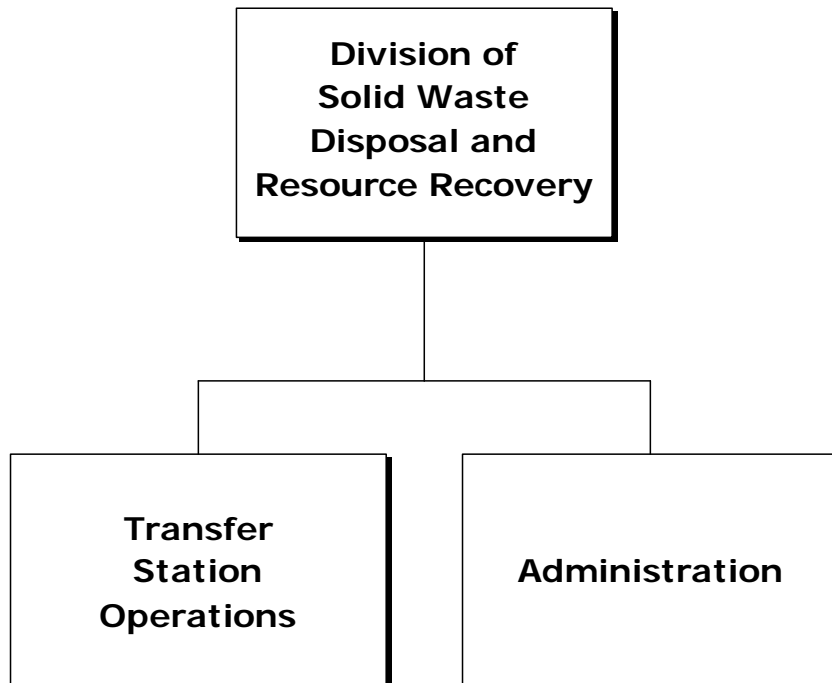 Division of
Solid Waste
Disposal and
Resource Recovery
Transfer
Station
Operations
Administration